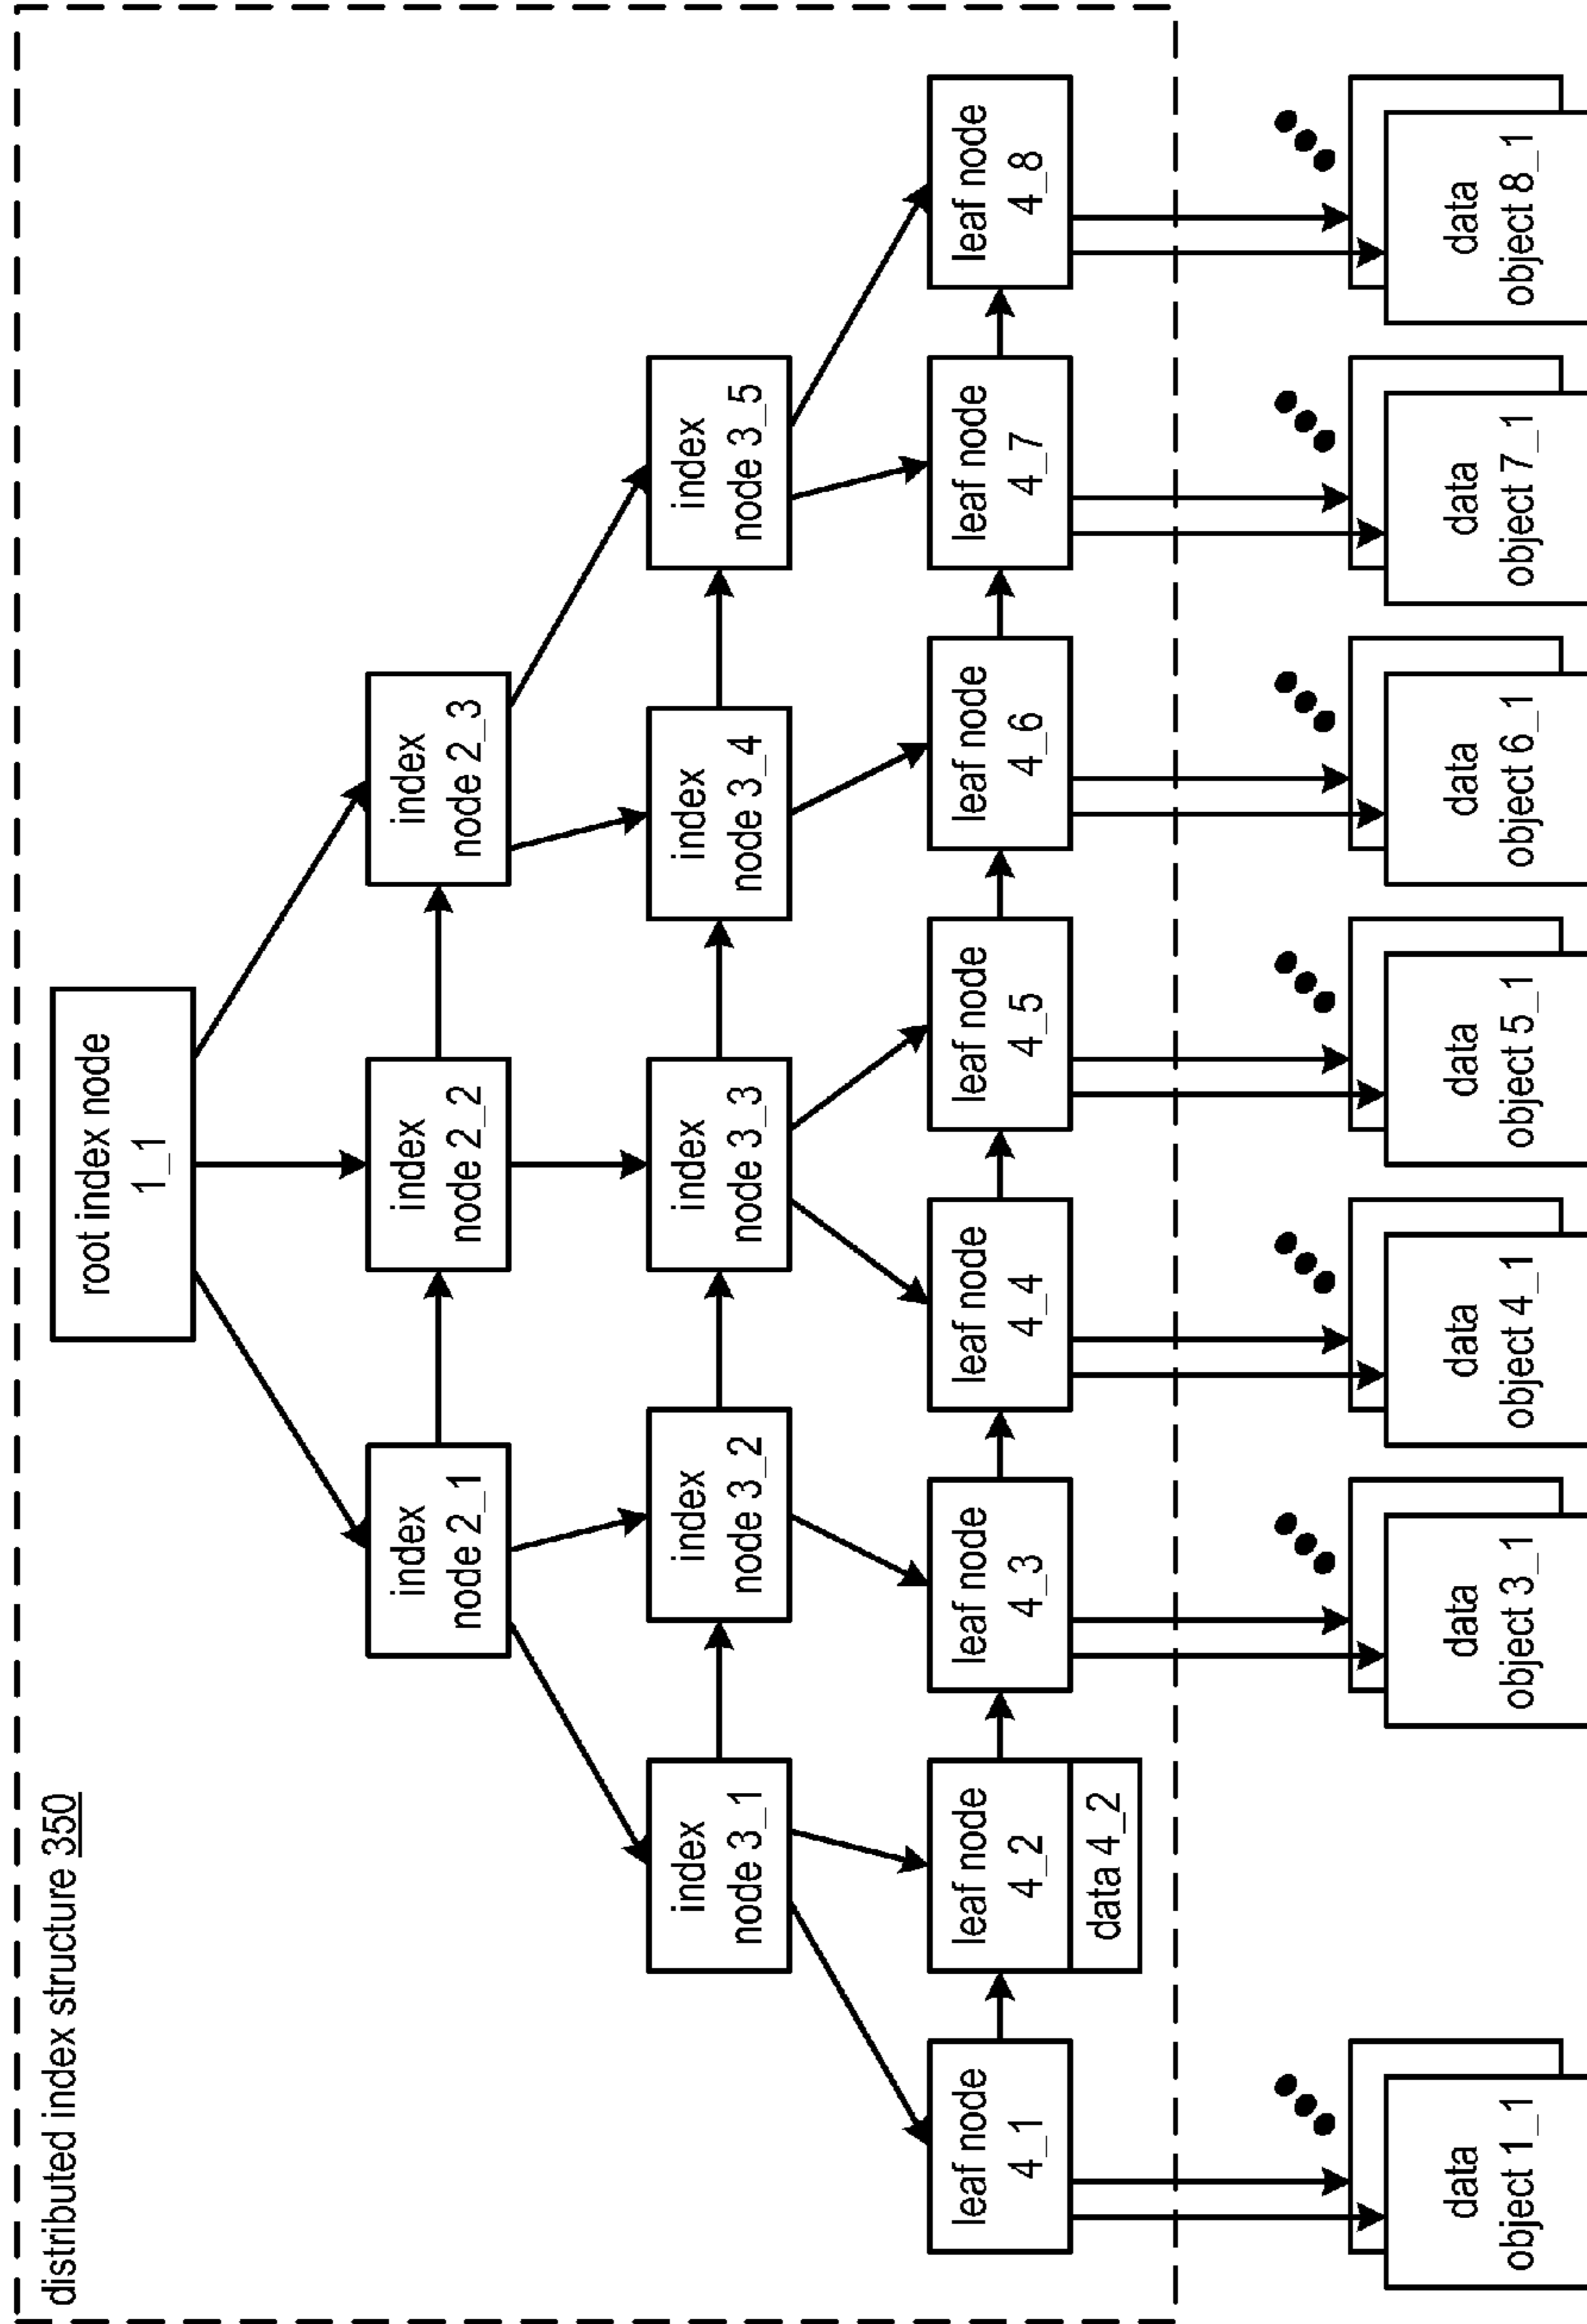 distributed index structure 350
root index node
1_1
index
node 2_1
index
node 2_2
index
node 2_3
index
node 3_1
index
node 3_2
index
node 3_3
index
node 3_4
index
node 3_5
leaf node
4_1
leaf node
4_2
data 4_2
leaf node
4_3
leaf node
4_4
leaf node
4_5
leaf node
4_6
leaf node
4_7
leaf node
4_8
data
object 1_1
data
object 3_1
data
object 4_1
data
object 5_1
data
object 6_1
data
object 7_1
data
object 8_1